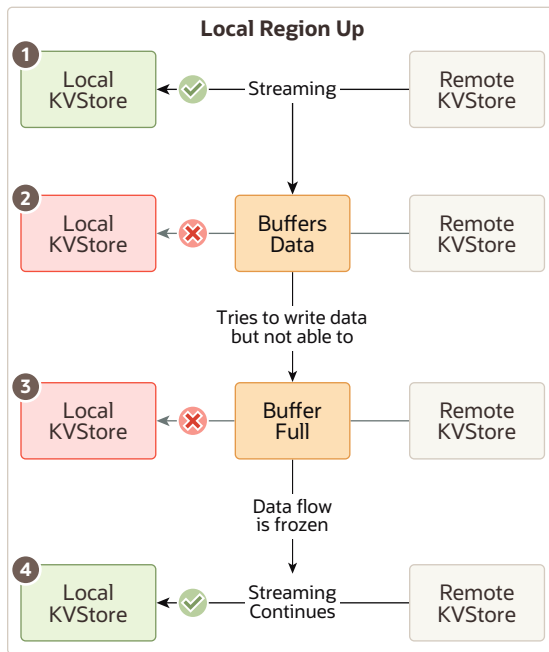 Local Region Up
1
Local
KVStore
Streaming
Remote
KVStore
2
Local
KVStore
Buffers
Data
Remote
KVStore
Tries to write data
but not able to
3
Local
KVStore
Buffer
Full
Remote
KVStore
Data flow
is frozen
4
Local
KVStore
Streaming
Continues
Remote
KVStore